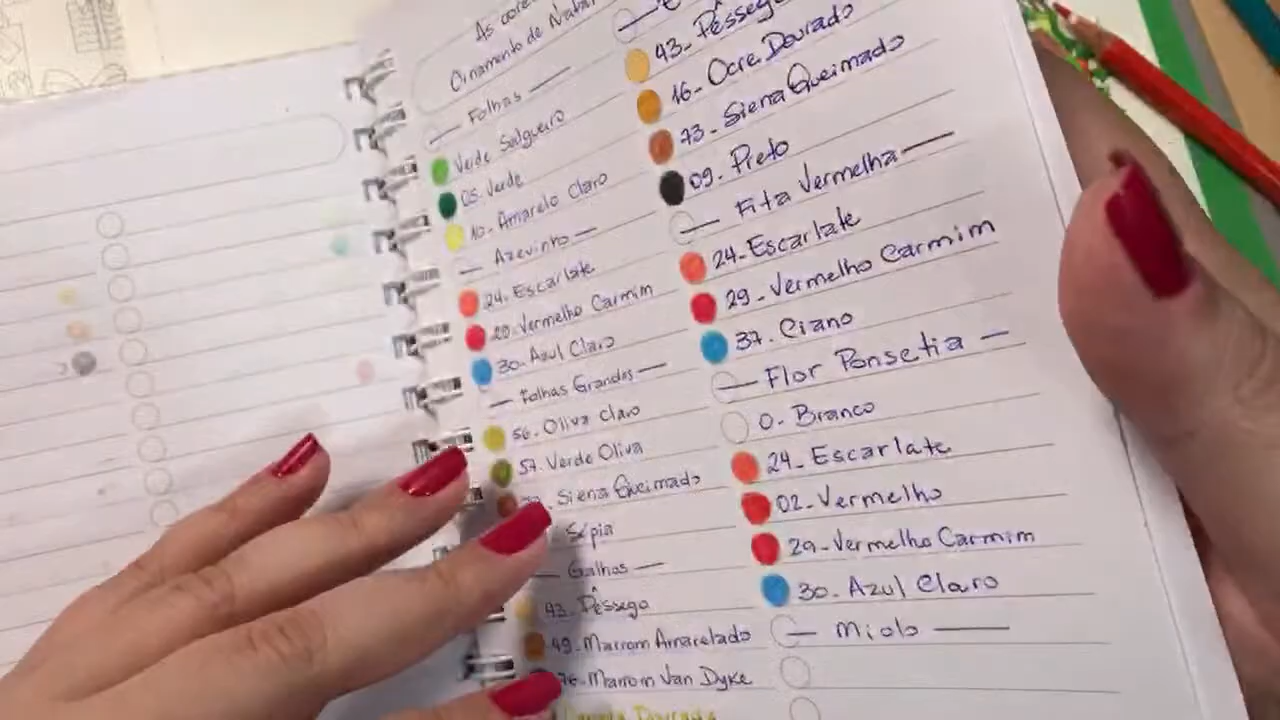 As
Ornamento de Natal
— Folhas —
Verde Salgueiro
05. Verde
10- Amarelo Claro
— Azevinho —
24. Escarlate
29. Vermelho Carmim
30. Azul Claro
— Folhas Grandes —
56. Oliva Claro
57. Verde Oliva
Siena Queimado
Sépia
— Galhos —
43. Pêssego
49. Marrom Amarelado
76. Marrom Van Dyke
43- Pêssego
16- Ocre Dourado
73- Siena Queimado
09. Preto
— Fita Vermelha —
24-Escarlate
29-Vermelho Carmim
37. Ciano
— Flor Ponsetia —
0. Branco
24- Escarlate
02-Vermelho
29-Vermelho Carmim
30. Azul Claro
— Miolo —